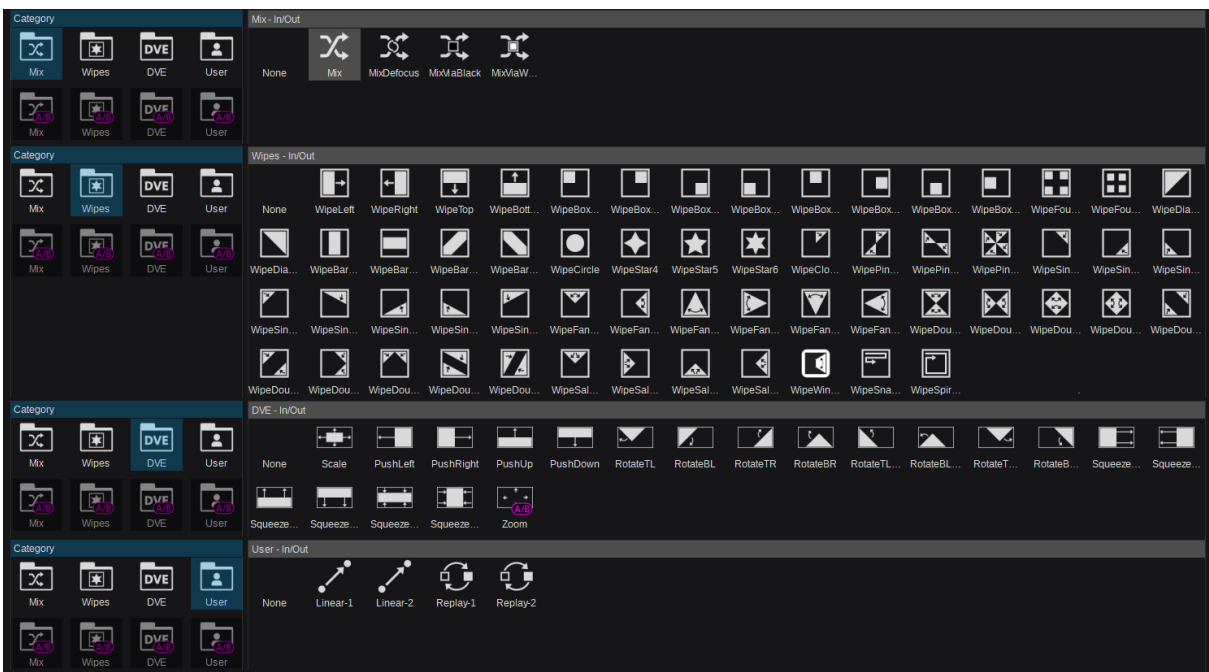 Category Mix - In/Out
DVE
Mix Wipes DVE User None Mix MixDefocus MixViaBlack MixViaW...
A/B A/B DVE A/B A/B
Mix Wipes DVE User
Category Wipes - In/Out
DVE
Mix Wipes DVE User None WipeLeft WipeRight WipeTop WipeBott... WipeBox... WipeBox... WipeBox... WipeBox... WipeBox... WipeBox... WipeBox... WipeBox... WipeFou... WipeFou... WipeDia...
A/B A/B DVE A/B A/B
Mix Wipes DVE User WipeDia... WipeBar... WipeBar... WipeBar... WipeBar... WipeCircle WipeStar4 WipeStar5 WipeStar6 WipeClo... WipePin... WipePin... WipePin... WipeSin... WipeSin... WipeSin...
WipeSin... WipeSin... WipeSin... WipeSin... WipeSin... WipeFan... WipeFan... WipeFan... WipeFan... WipeFan... WipeFan... WipeDou... WipeDou... WipeDou... WipeDou... WipeDou...
WipeDou... WipeDou... WipeDou... WipeDou... WipeDou... WipeSal... WipeSal... WipeSal... WipeSal... WipeWin... WipeSna... WipeSpir...
Category DVE - In/Out
DVE
Mix Wipes DVE User None Scale PushLeft PushRight PushUp PushDown RotateTL RotateBL RotateTR RotateBR RotateTL... RotateBL... RotateT... RotateB... Squeeze... Squeeze...
A/B A/B DVE A/B A/B A/B
Mix Wipes DVE User Squeeze... Squeeze... Squeeze... Squeeze... Zoom
Category User - In/Out
DVE
Mix Wipes DVE User None Linear-1 Linear-2 Replay-1 Replay-2
A/B A/B DVE A/B A/B
Mix Wipes DVE User